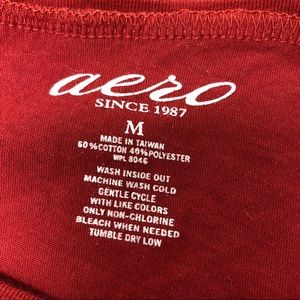 aero
SINCE 1987
M
MADE IN TAIWAN
60%COTTON 40%POLYESTER
WPL 8046
WASH INSIDE OUT
MACHINE WASH COLD
GENTLE CYCLE
WITH LIKE COLORS
ONLY NON-CHLORINE
BLEACH WHEN NEEDED
TUMBLE DRY LOW